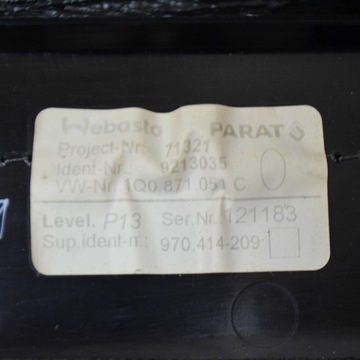 Webasto PARAT
Project-Nr: 71321
Ident-Nr.: 9213035
VW-Nr. 1Q0 871 051 C
Level. P13 Ser.Nr. 121183
Sup.ident-n.: 970.414-209